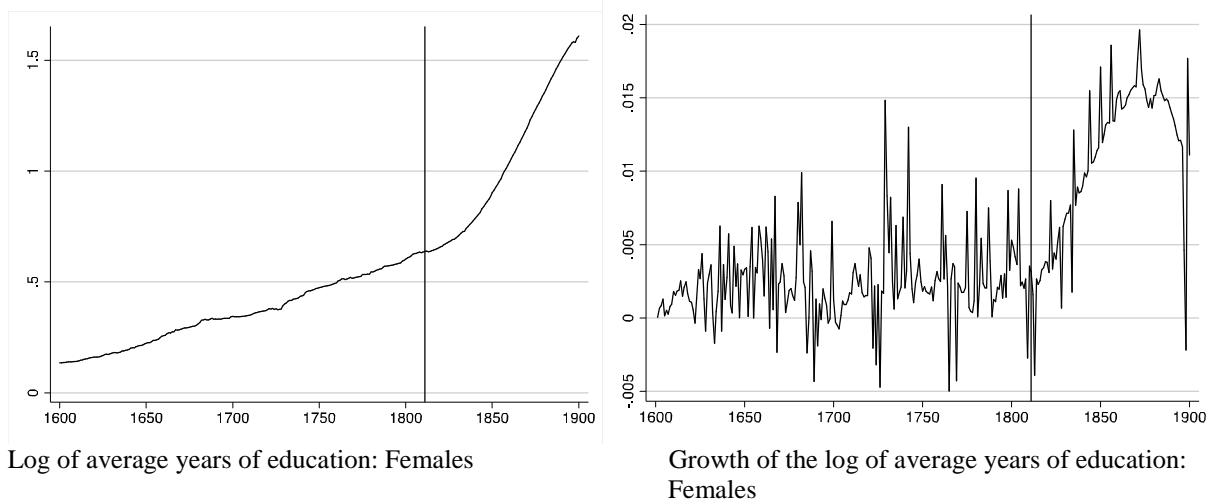 1.5
1
.5
0
1600 1650 1700 1750 1800 1850 1900
Log of average years of education: Females
.02
.015
.01
.005
0
-.005
1600 1650 1700 1750 1800 1850 1900
Growth of the log of average years of education:
Females